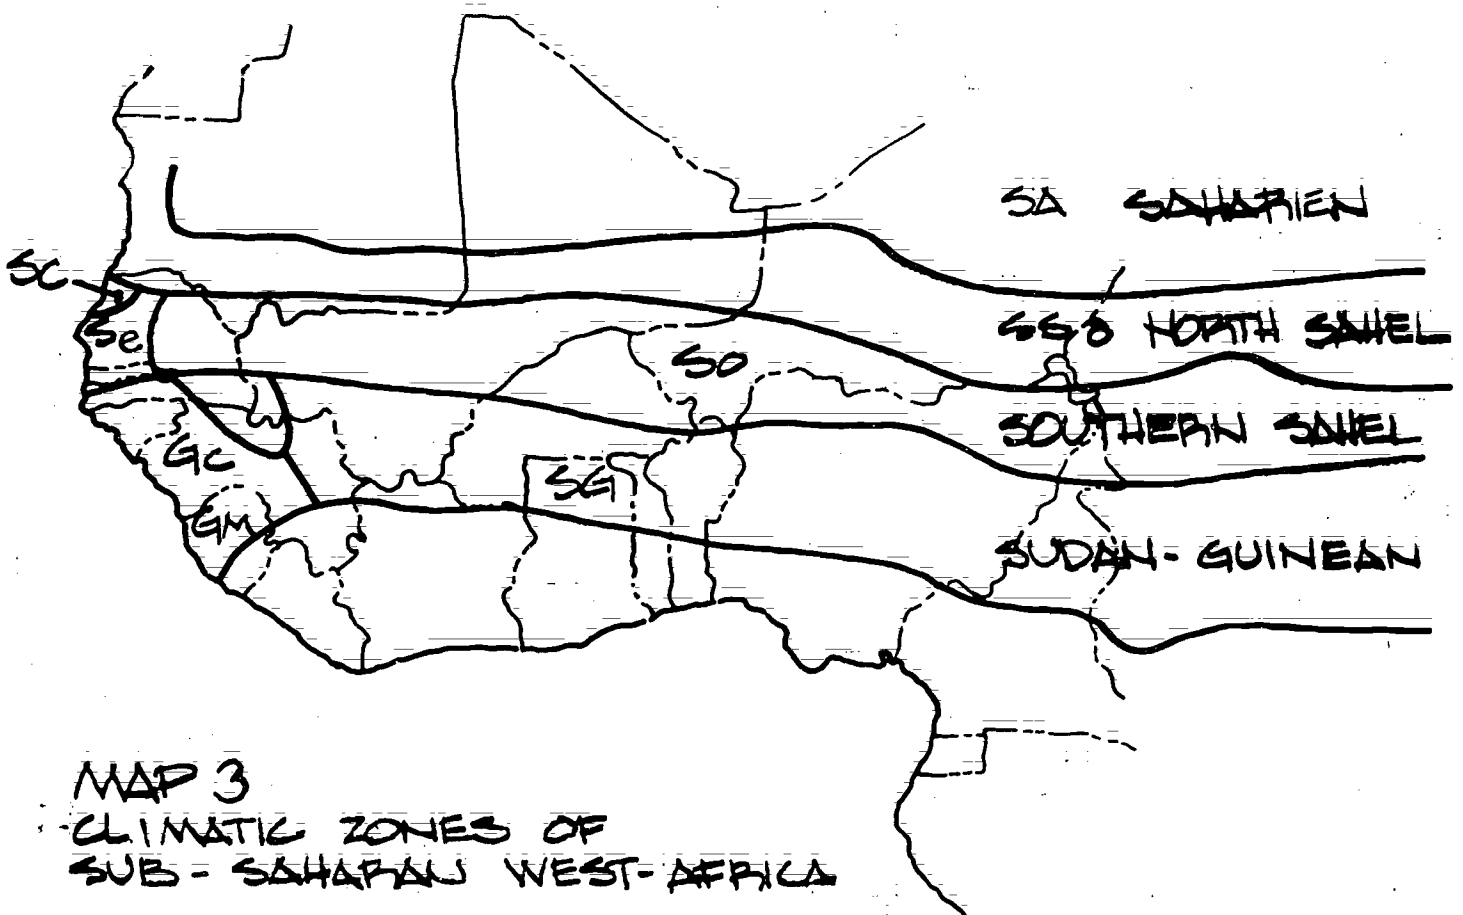 SA SAHARIEN
SC
SS8 NORTH SAHEL
Se
SO
SOUTHERN SAHEL
GC
SG
GM
SUDAN - GUINEAN
MAP 3
CLIMATIC ZONES OF
SUB - SAHARAN WEST - AFRICA